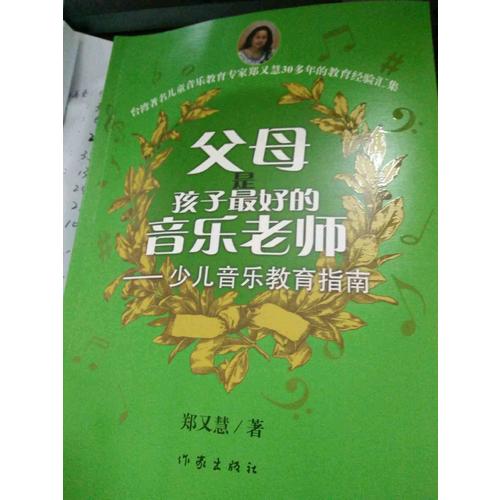 台湾著名儿童音乐教育专家郑又慧30多年的教育经验汇集
父母
是
孩子最好的
音乐老师
——少儿音乐教育指南
郑又慧/著
作家出版社